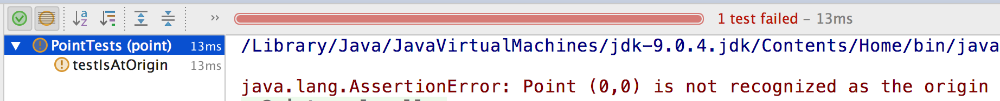 a
z
» 1 test failed – 13ms
PointTests (point) 13ms
/Library/Java/JavaVirtualMachines/jdk-9.0.4.jdk/Contents/Home/bin/java
testIsAtOrigin 13ms
java.lang.AssertionError: Point (0,0) is not recognized as the origin